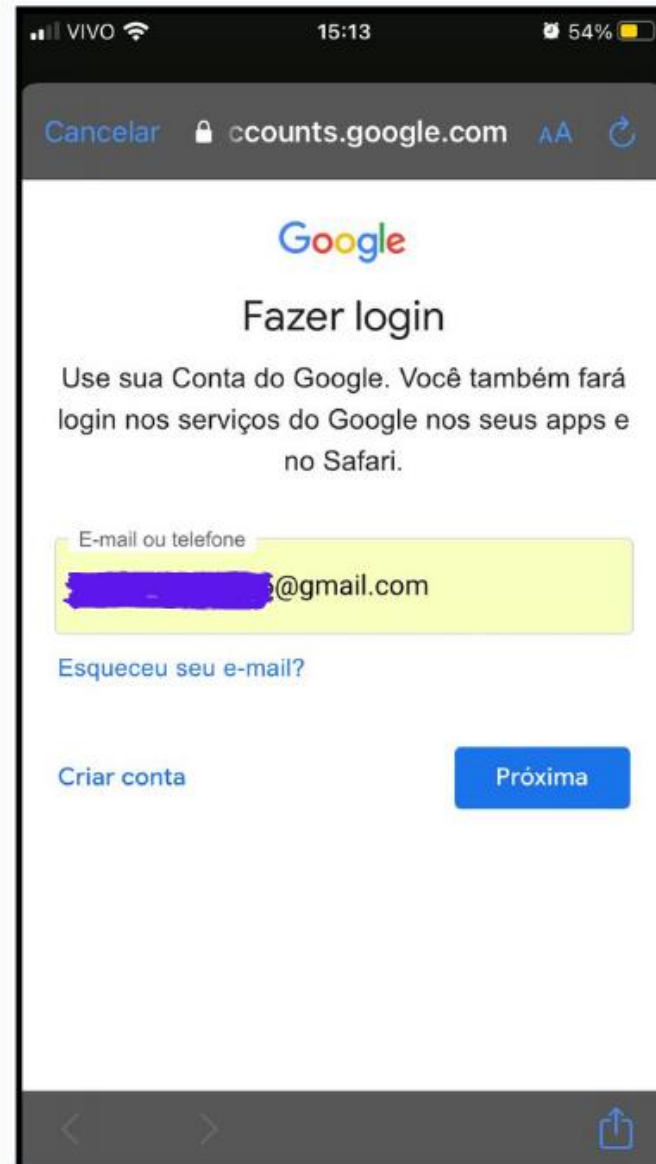 VIVO 15:13 54%
Cancelar ccounts.google.com AA
Google
Fazer login
Use sua Conta do Google. Você também fará
login nos serviços do Google nos seus apps e
no Safari.
E-mail ou telefone
@gmail.com
Esqueceu seu e-mail?
Criar conta Próxima